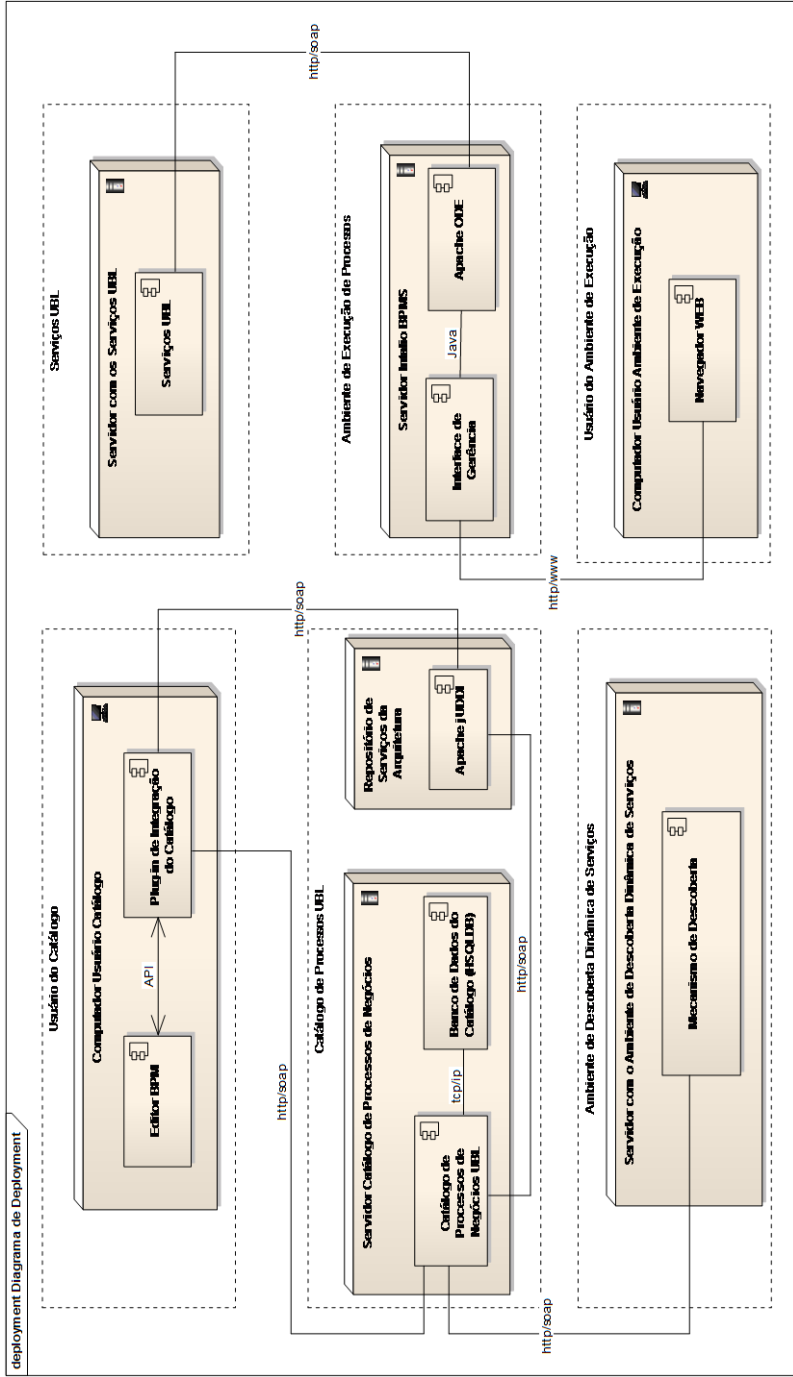 deployment Diagrama de Deployment
Usuário do Catálogo
Computador Usuário Catálogo
Editor BPM
API
Plug-in de Integração
do Catálogo
Serviços UBL
Servidor com os Serviços UBL
Serviços UBL
http/soap
http/soap
http/soap
Catálogo de Processos UBL
Servidor Catálogo de Processos de Negócios
Catálogo de
Processos de
Negócios UBL
tcp/ip
Banco de Dados do
Catálogo (HSQLDB)
Repositório de
Serviços da
Arquitetura
Apache jUDDI
http/soap
Ambiente de Execução de Processos
Servidor Intalio BPMS
Interface de
Gerência
Java
Apache ODE
http/soap
http/www
Ambiente de Descoberta Dinâmica de Serviços
Servidor com o Ambiente de Descoberta Dinâmica de Serviços
Mecanismo de Descoberta
Usuário do Ambiente de Execução
Computador Usuário Ambiente de Execução
Navegador WEB